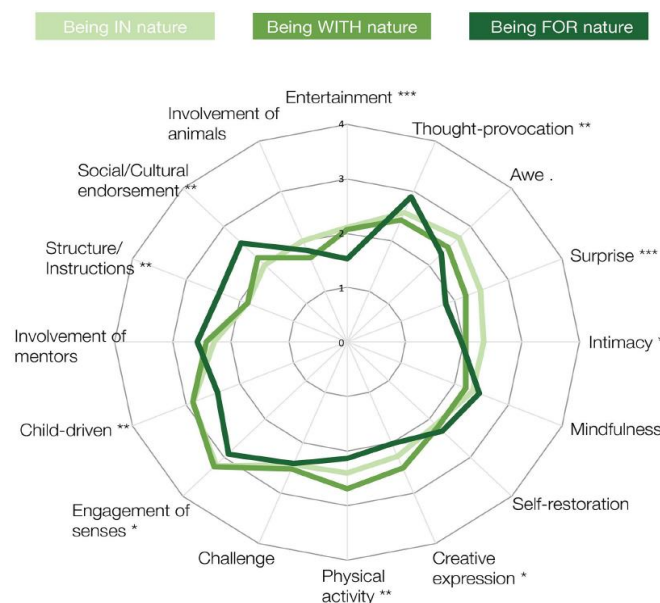 Being IN nature
Being WITH nature
Being FOR nature
Entertainment ***
Thought-provocation **
Awe .
Surprise ***
Intimacy *
Mindfulness
Self-restoration
Creative
expression *
Physical
activity **
Challenge
Engagement of
senses *
Child-driven **
Involvement of
mentors
Structure/
Instructions **
Social/Cultural
endorsement **
Involvement of
animals
4
3
2
1
0